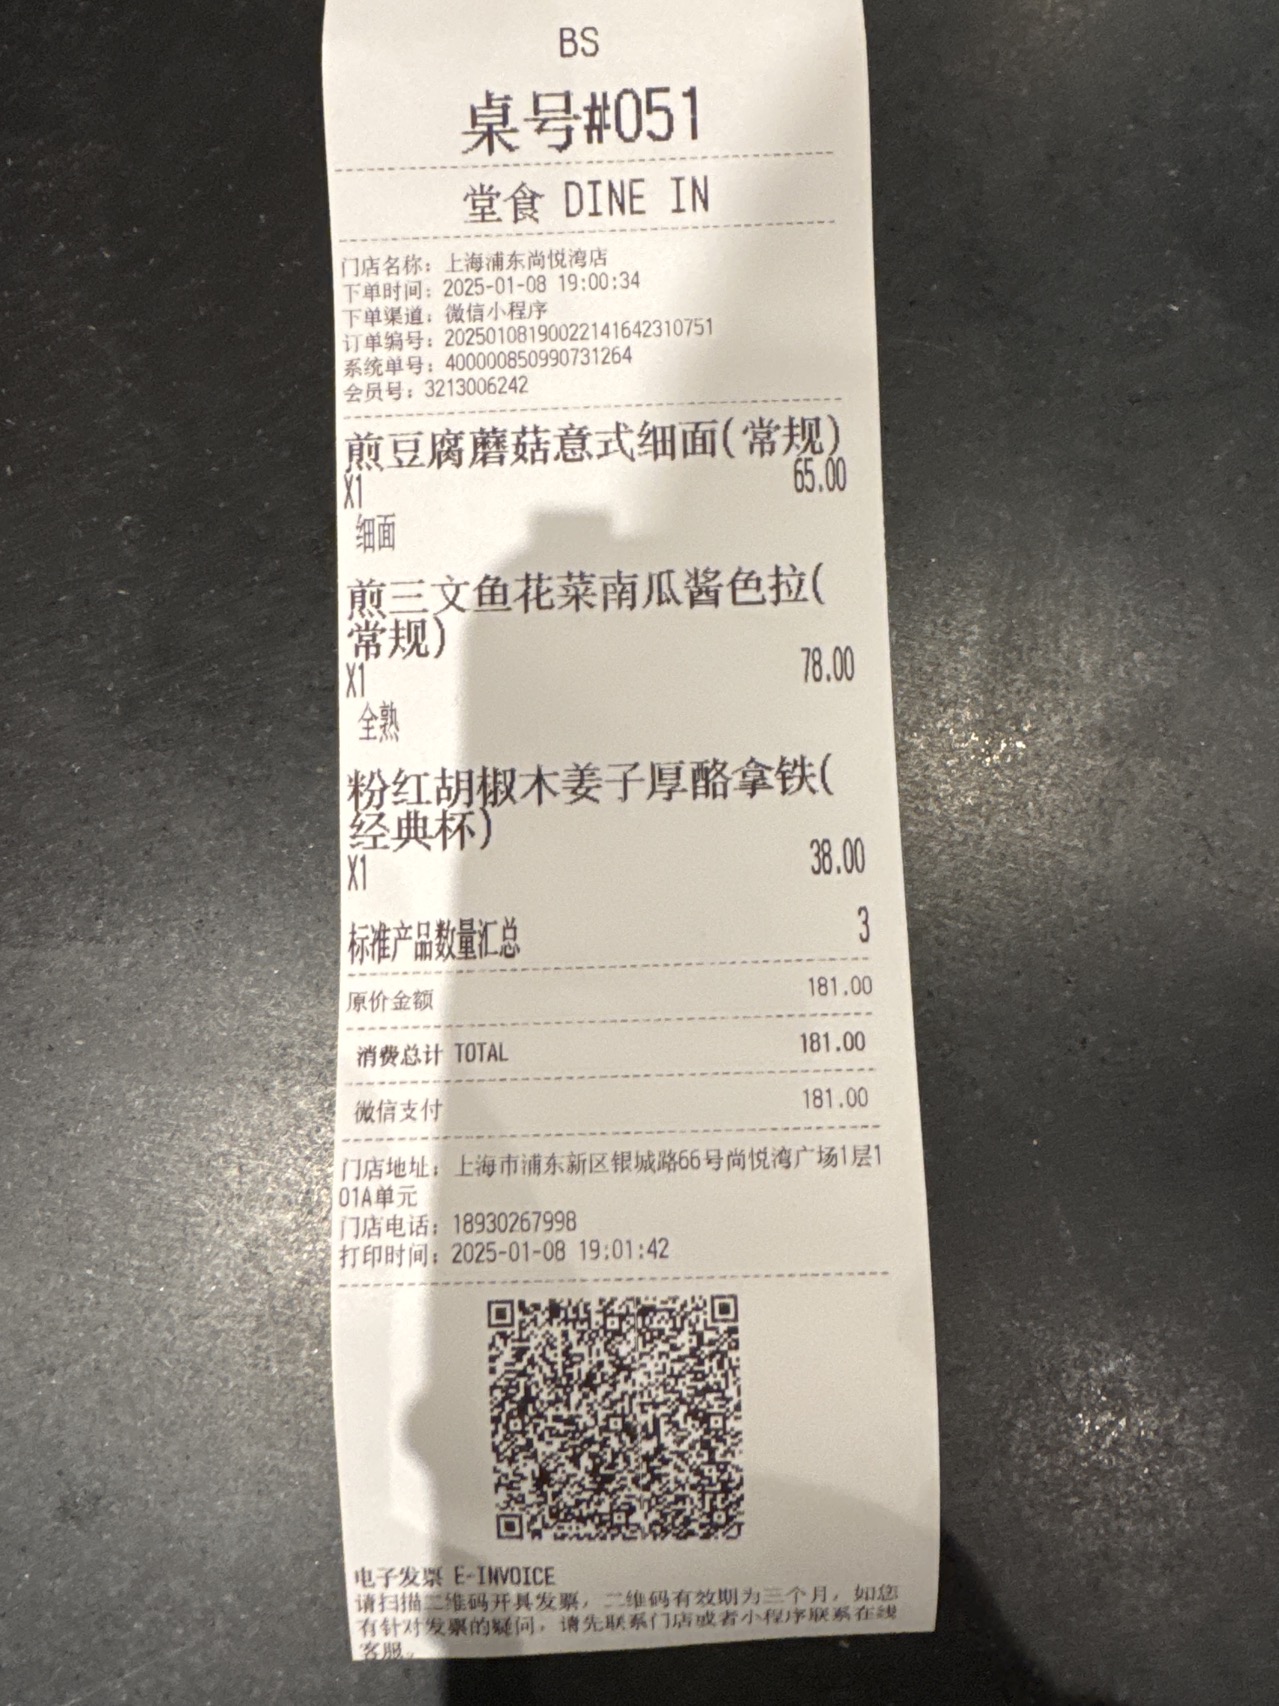 BS
桌号#051
堂食 DINE IN
门店名称：上海浦东尚悦湾店
下单时间：2025-01-08 19:00:34
下单渠道：微信小程序
订单编号：20250108190022141642310751
系统单号：400000850990731264
会员号：3213006242
煎豆腐蘑菇意式细面(常规)
X1 65.00
细面
煎三文鱼花菜南瓜酱色拉(
常规)
X1 78.00
全熟
粉红胡椒木姜子厚酪拿铁(
经典杯)
X1 38.00
标准产品数量汇总 3
原价金额 181.00
消费总计 TOTAL 181.00
微信支付 181.00
门店地址：上海市浦东新区银城路66号尚悦湾广场1层1
01A单元
门店电话：18930267998
打印时间：2025-01-08 19:01:42
电子发票 E-INVOICE
请扫描二维码开具发票，二维码有效期为三个月，如您
有针对发票的疑问，请先联系门店或者小程序联系在线
客服。